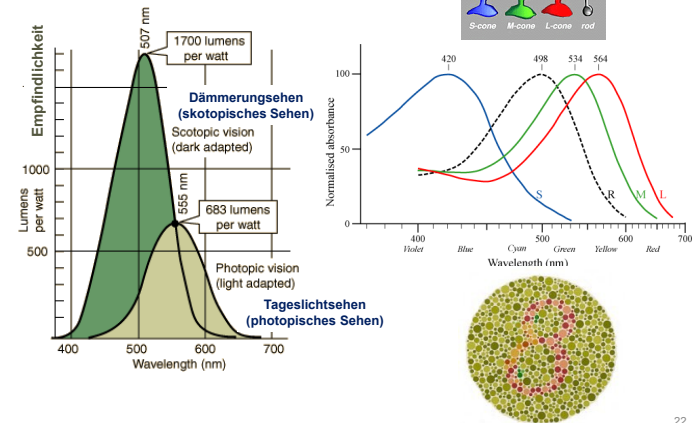 Empfindlichkeit
507 nm
1700 lumens
per watt
Dämmerungsehen
(skotopisches Sehen)
Scotopic vision
(dark adapted)
1000
Lumens
per watt
555 nm
683 lumens
per watt
500
Photopic vision
(light adapted)
Tageslichtsehen
(photopisches Sehen)
400 500 600 700
Wavelength (nm)
S-cone M-cone L-cone rod
420 498 534 564
100
Normalised absorbance
50
S R M L
0
400 500 600 700
Violet Blue Cyan Green Yellow Red
Wavelength (nm)
22